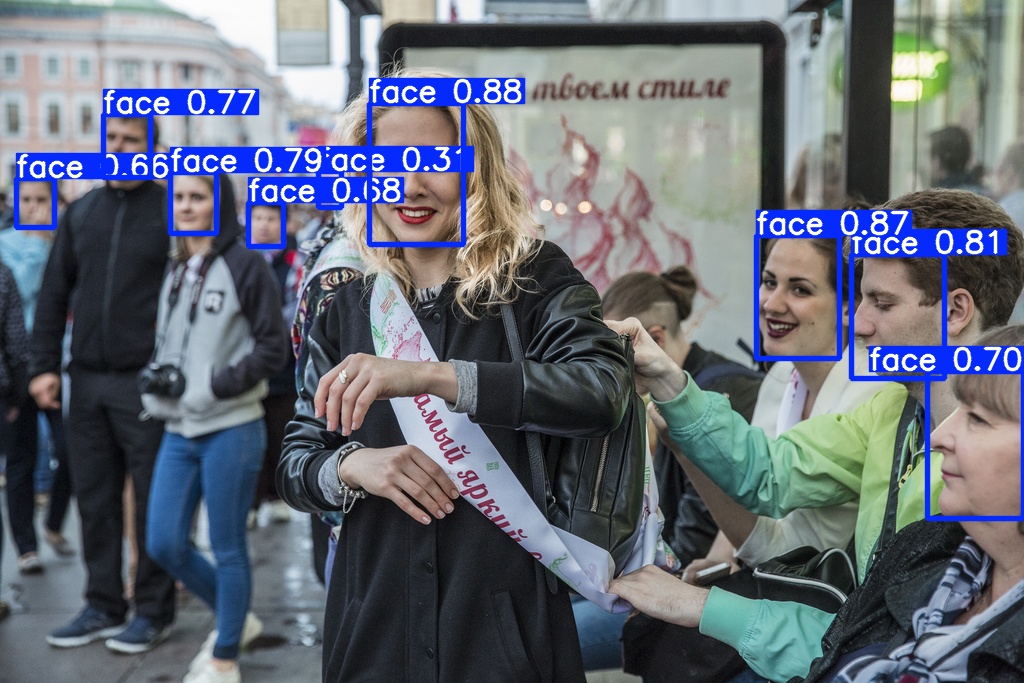 face 0.77
face 0.88
твоем стиле
face 0.66
face 0.79
face 0.31
face 0.68
face 0.87
face 0.81
face 0.70
амый яркий